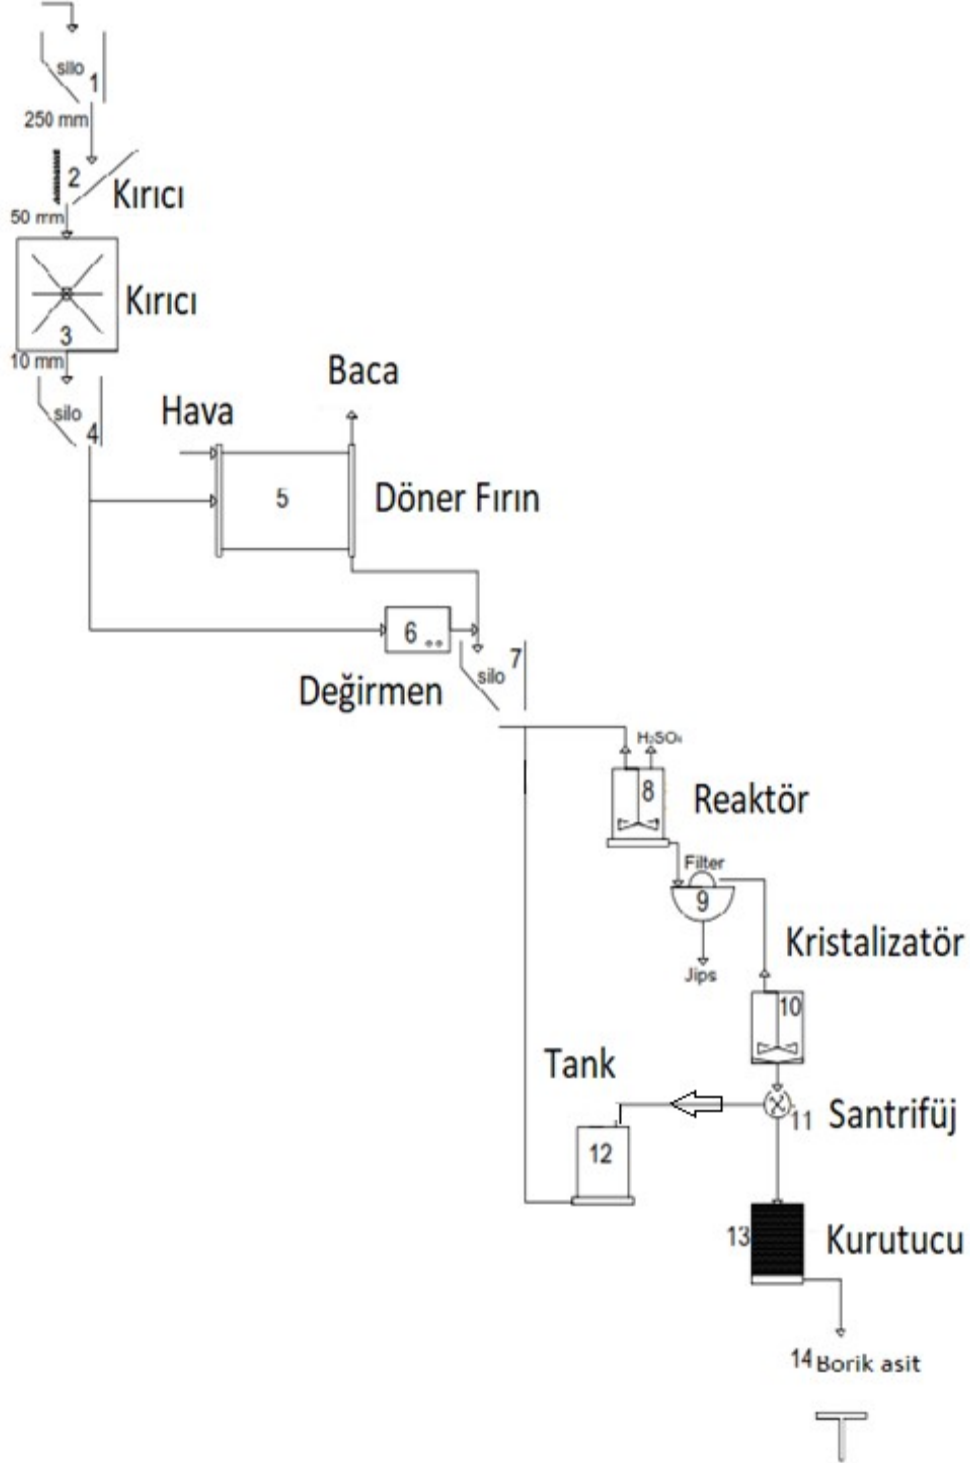 silo
1
250 mm
2
Kırıcı
50 mm
Kırıcı
3
10 mm
silo
4
Baca
Hava
5
Döner Fırın
6
7
silo
Değirmen
H₂SO₄
8
Reaktör
Filter
9
Kristalizatör
Jips
10
Tank
11
Santrifüj
12
13
Kurutucu
14 Borik asit